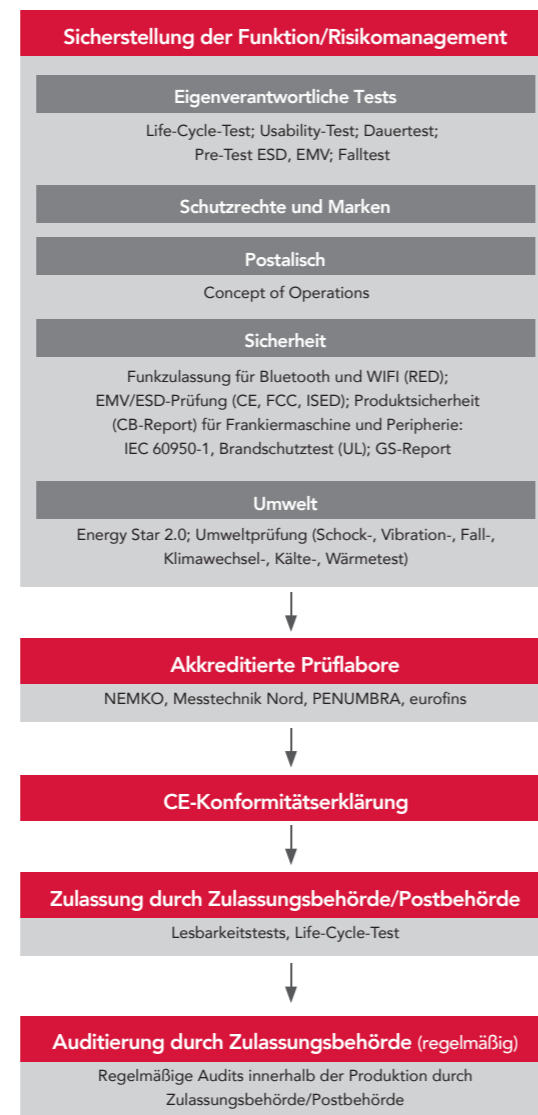 Sicherstellung der Funktion/Risikomanagement
Eigenverantwortliche Tests
Life-Cycle-Test; Usability-Test; Dauertest;
Pre-Test ESD, EMV; Falltest
Schutzrechte und Marken
Postalisch
Concept of Operations
Sicherheit
Funkzulassung für Bluetooth und WIFI (RED);
EMV/ESD-Prüfung (CE, FCC, ISED); Produktsicherheit
(CB-Report) für Frankiermaschine und Peripherie:
IEC 60950-1, Brandschutztest (UL); GS-Report
Umwelt
Energy Star 2.0; Umweltprüfung (Schock-, Vibration-, Fall-,
Klimawechsel-, Kälte-, Wärmetest)
Akkreditierte Prüflabore
NEMKO, Messtechnik Nord, PENUMBRA, eurofins
CE-Konformitätserklärung
Zulassung durch Zulassungsbehörde/Postbehörde
Lesbarkeitstests, Life-Cycle-Test
Auditierung durch Zulassungsbehörde (regelmäßig)
Regelmäßige Audits innerhalb der Produktion durch
Zulassungsbehörde/Postbehörde